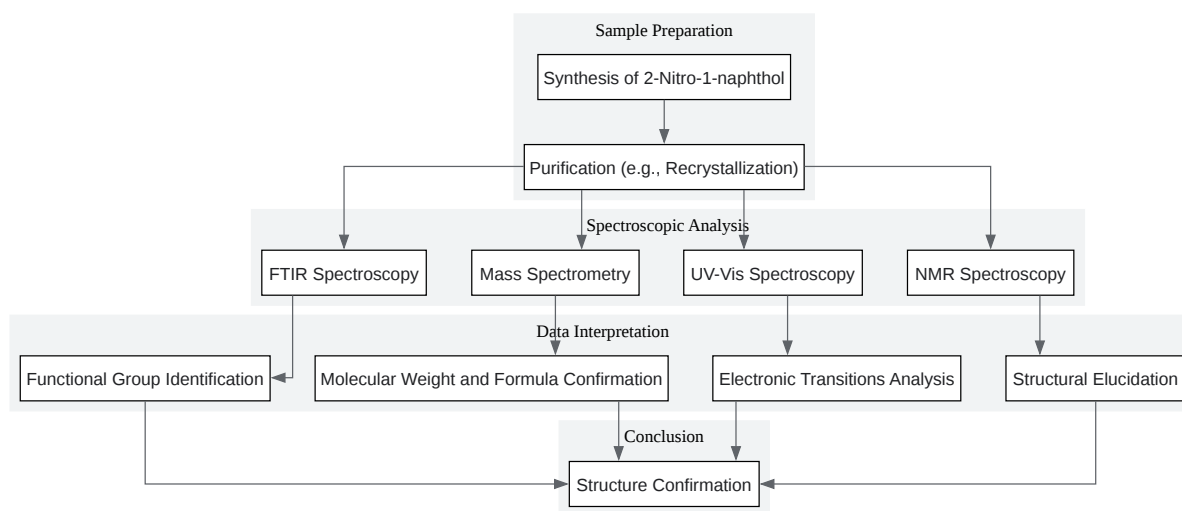 Sample Preparation
Synthesis of 2-Nitro-1-naphthol
Purification (e.g., Recrystallization)
Spectroscopic Analysis
FTIR Spectroscopy
Mass Spectrometry
UV-Vis Spectroscopy
NMR Spectroscopy
Data Interpretation
Functional Group Identification
Molecular Weight and Formula Confirmation
Electronic Transitions Analysis
Structural Elucidation
Conclusion
Structure Confirmation